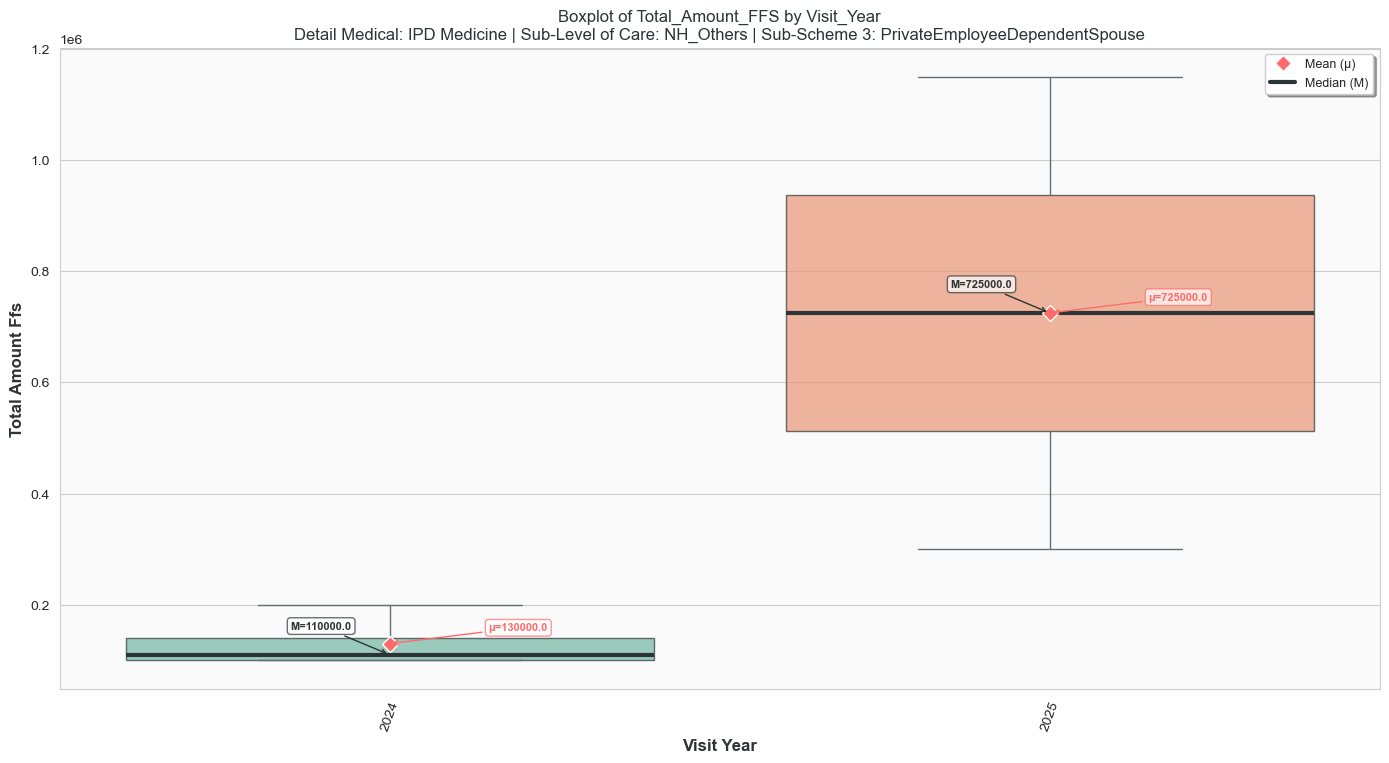 Boxplot of Total_Amount_FFS by Visit_Year
Detail Medical: IPD Medicine | Sub-Level of Care: NH_Others | Sub-Scheme 3: PrivateEmployeeDependentSpouse
1e6
1.2
1.0
0.8
0.6
0.4
0.2
Total Amount Ffs
Mean (μ)
Median (M)
M=725000.0
μ=725000.0
M=110000.0
μ=130000.0
2024
2025
Visit Year